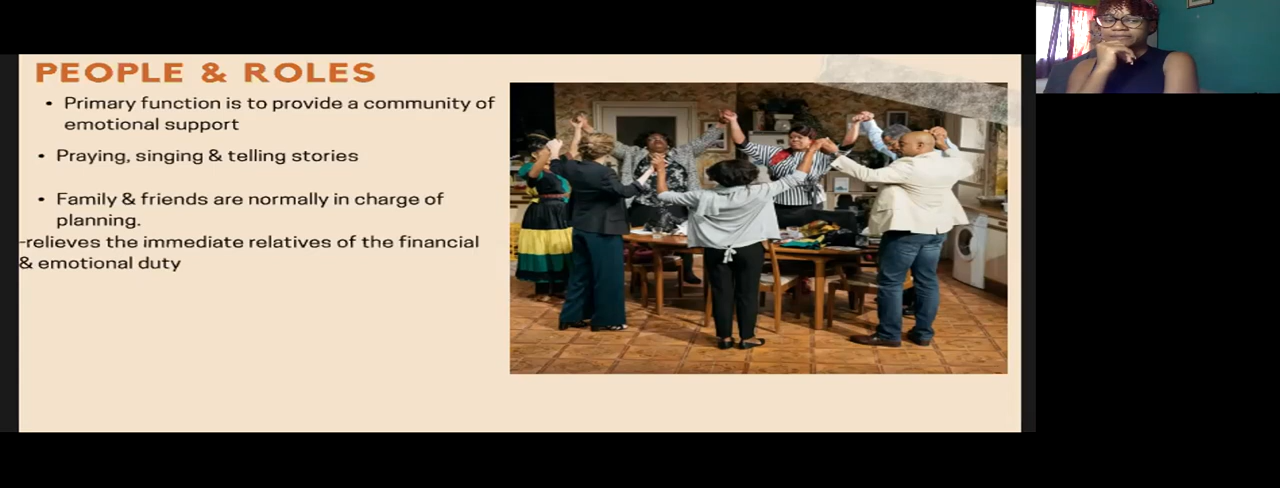 PEOPLE & ROLES
• Primary function is to provide a community of
emotional support
• Praying, singing & telling stories
• Family & friends are normally in charge of
planning.
-relieves the immediate relatives of the financial
& emotional duty